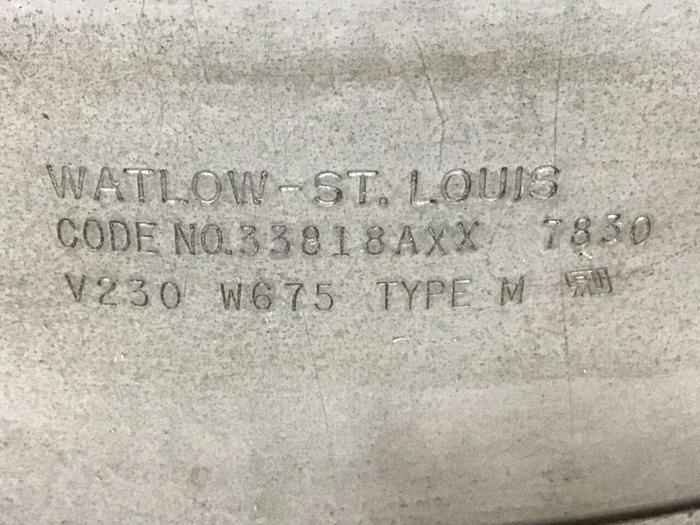 WATLOW-ST. LOUIS
CODE NO.33818AXX 7830
V230 W675 TYPE M